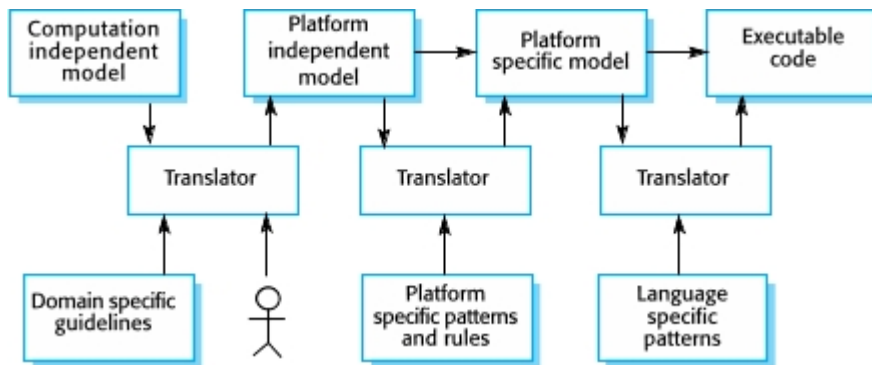 Computation
independent
model
Platform
independent
model
Platform
specific model
Executable
code
Translator
Translator
Translator
Domain specific
guidelines
Platform
specific patterns
and rules
Language
specific
patterns